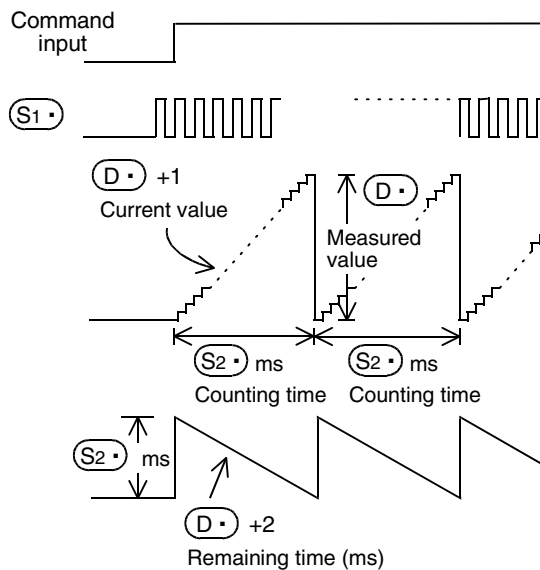 Command
input
S1 ·
D · +1
Current value
D ·
Measured
value
S2 · ms
S2 · ms
Counting time
Counting time
S2 · ms
D · +2
Remaining time (ms)